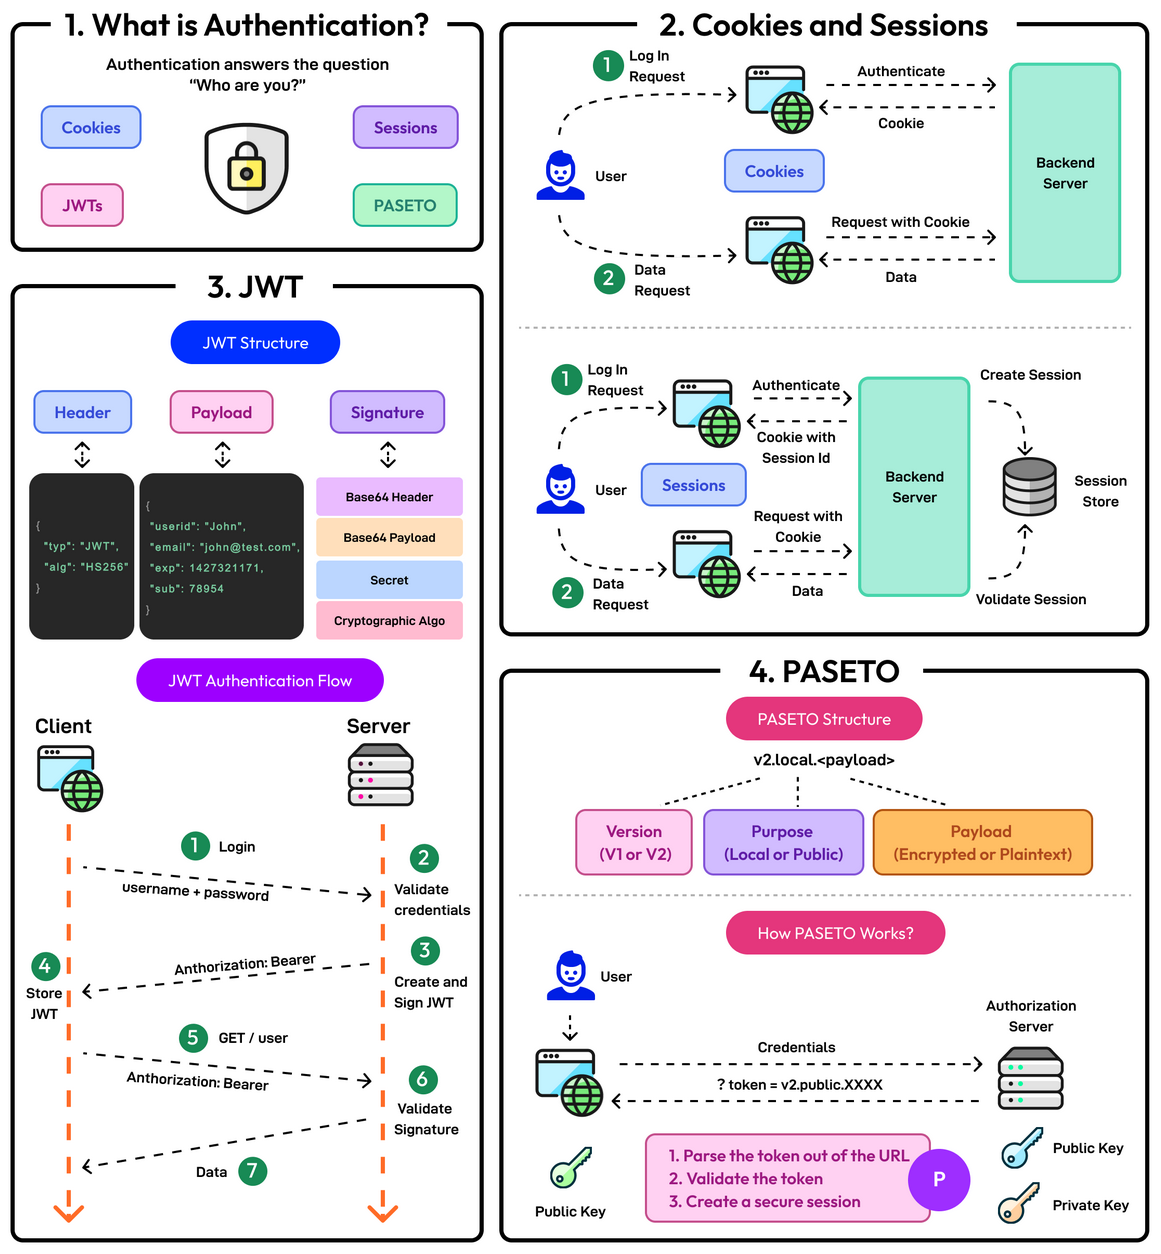 1. What is Authentication?
Authentication answers the question
“Who are you?”
Cookies
Sessions
JWTs
PASETO
2. Cookies and Sessions
1
Log In
Request
User
Authenticate
Cookie
Cookies
Backend
Server
Request with Cookie
Data
2
Data
Request
1
Log In
Request
User
Authenticate
Cookie with
Session Id
Sessions
Request with
Cookie
Data
2
Data
Request
Backend
Server
Create Session
Session
Store
Validate Session
3. JWT
JWT Structure
Header
Payload
Signature
{
"typ": "JWT",
"alg": "HS256"
}
{
"userid": "John",
"email": "john@test.com",
"exp": 1427321171,
"sub": 78954
}
Base64 Header
Base64 Payload
Secret
Cryptographic Algo
JWT Authentication Flow
Client
Server
1 Login
username + password
2
Validate
credentials
3
Create and
Sign JWT
Anthorization: Bearer
4
Store
JWT
5 GET / user
Anthorization: Bearer
6
Validate
Signature
Data 7
4. PASETO
PASETO Structure
v2.local.<payload>
Version
(V1 or V2)
Purpose
(Local or Public)
Payload
(Encrypted or Plaintext)
How PASETO Works?
User
Authorization
Server
Credentials
? token = v2.public.XXXX
Public Key
1. Parse the token out of the URL
2. Validate the token
3. Create a secure session
P
Public Key
Private Key